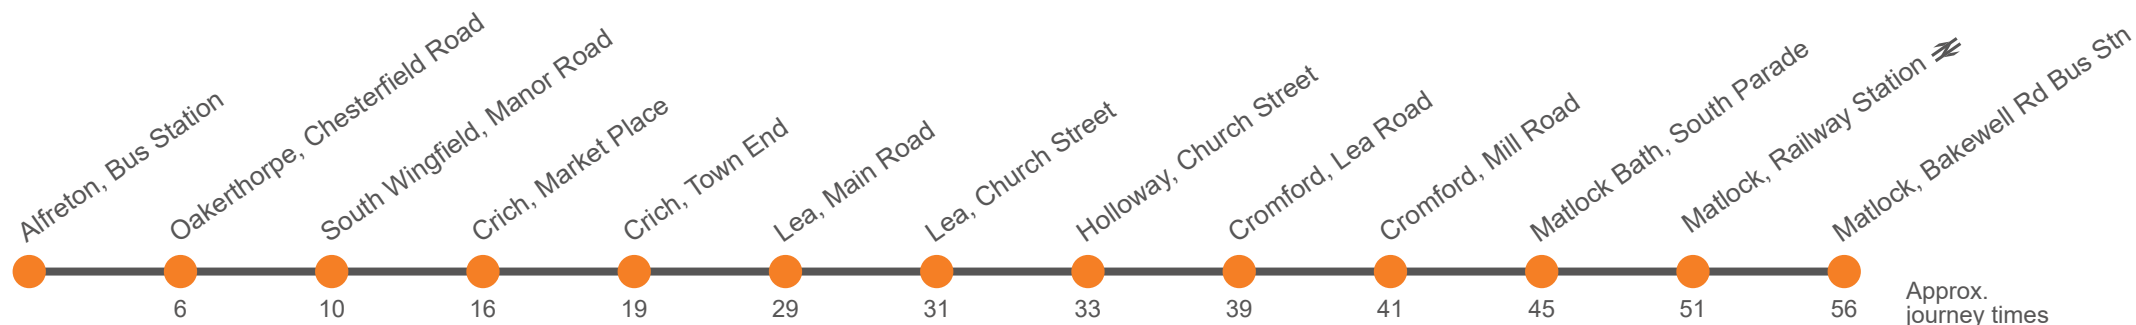 Alfreton, Bus Station
Oakerthorpe, Chesterfield Road
South Wingfield, Manor Road
Crich, Market Place
Crich, Town End
Lea, Main Road
Lea, Church Street
Holloway, Church Street
Cromford, Lea Road
Cromford, Mill Road
Matlock Bath, South Parade
Matlock, Railway Station
Matlock, Bakewell Rd Bus Stn
6
10
16
19
29
31
33
39
41
45
51
56
Approx.
journey times